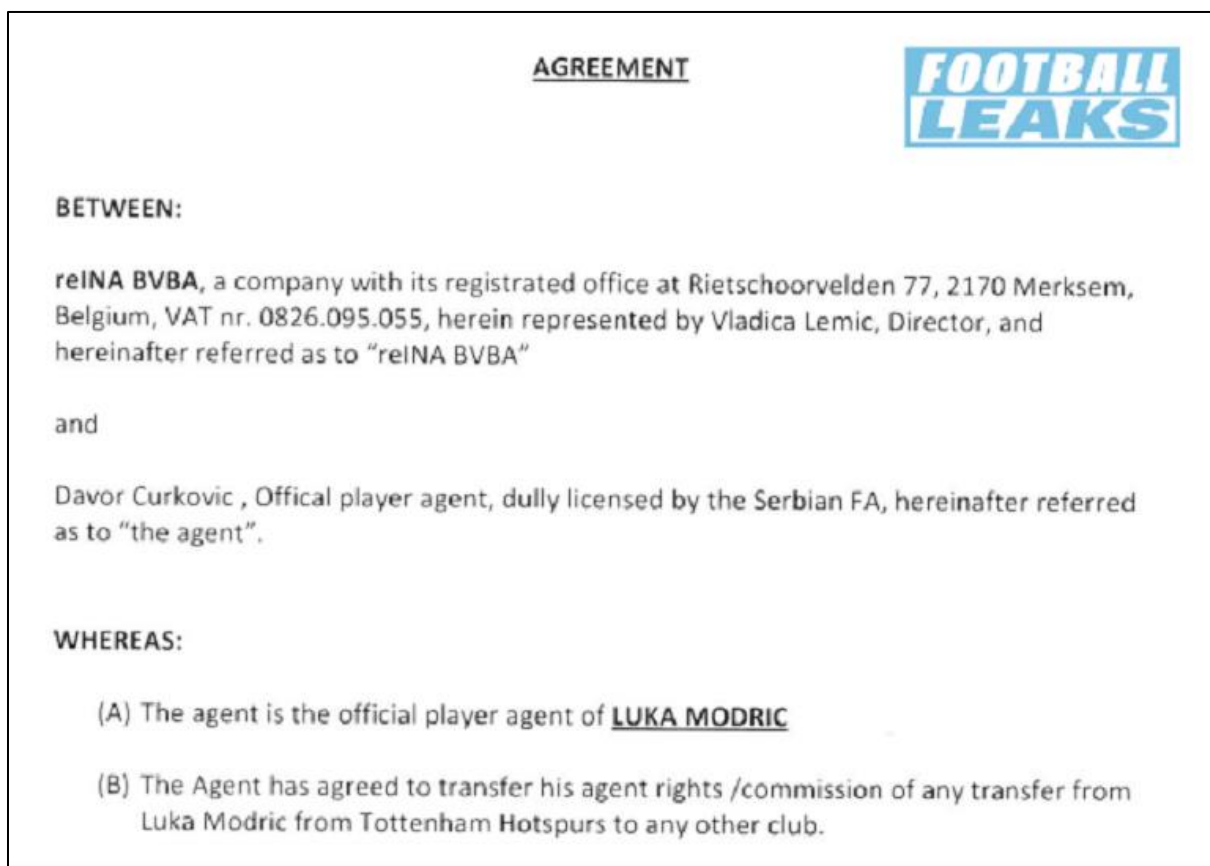 AGREEMENT
FOOTBALL
LEAKS
BETWEEN:
reINA BVBA, a company with its registrated office at Rietschoorvelden 77, 2170 Merksem,
Belgium, VAT nr. 0826.095.055, herein represented by Vladica Lemic, Director, and
hereinafter referred as to “reINA BVBA”
and
Davor Curkovic , Offical player agent, dully licensed by the Serbian FA, hereinafter referred
as to “the agent”.
WHEREAS:
(A) The agent is the official player agent of LUKA MODRIC
(B) The Agent has agreed to transfer his agent rights /commission of any transfer from
Luka Modric from Tottenham Hotspurs to any other club.